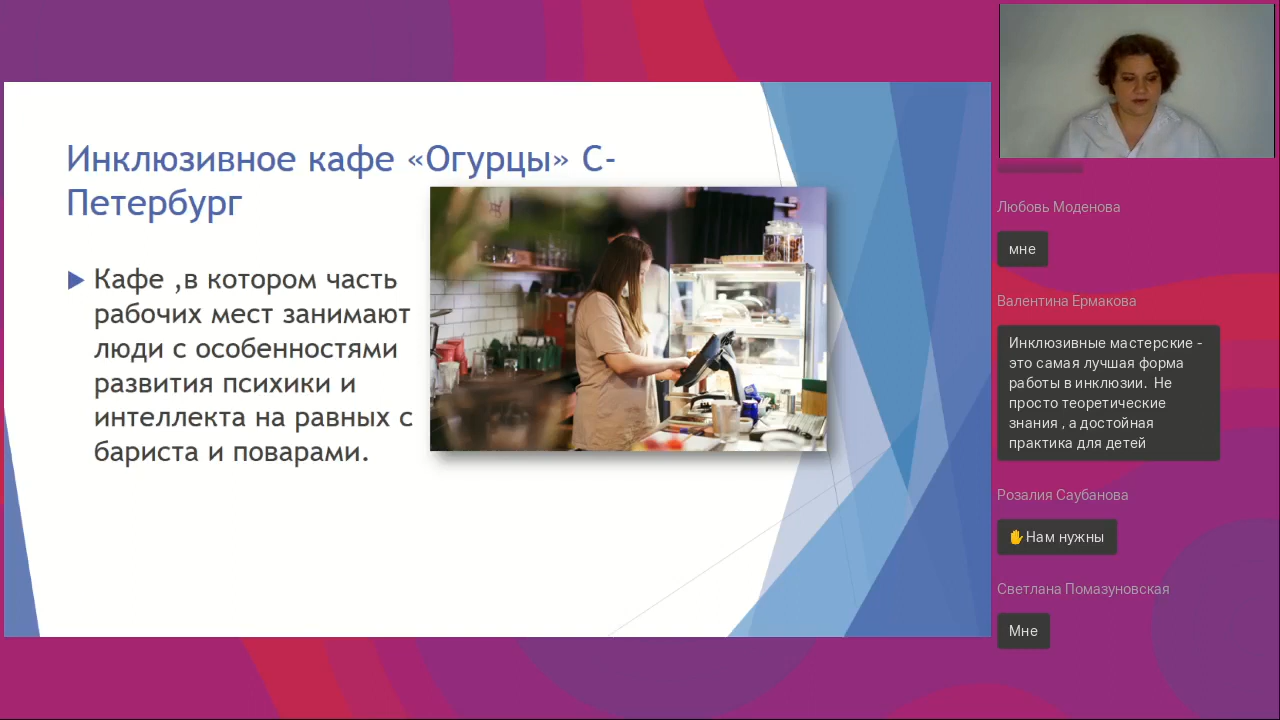 Инклюзивное кафе «Огурцы» С-
Петербург
Кафе ,в котором часть
рабочих мест занимают
люди с особенностями
развития психики и
интеллекта на равных с
бариста и поварами.
Любовь Моденова
мне
Валентина Ермакова
Инклюзивные мастерские -
это самая лучшая форма
работы в инклюзии. Не
просто теоретические
знания , а достойная
практика для детей
Розалия Саубанова
✋Нам нужны
Светлана Помазуновская
Мне